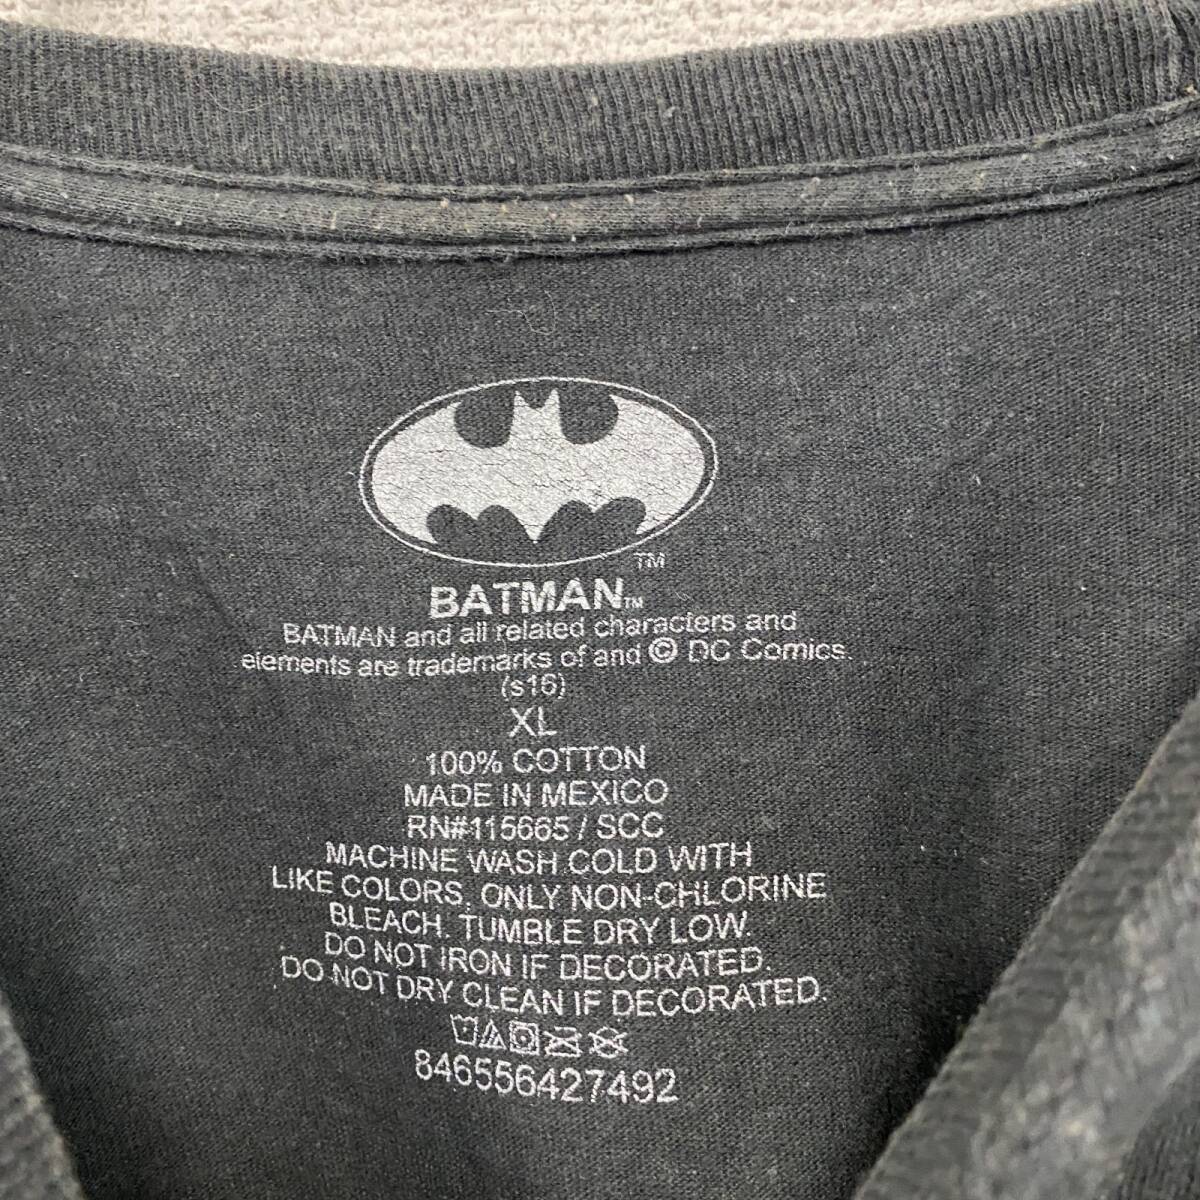 TM
BATMAN™
BATMAN and all related characters and
elements are trademarks of and © DC Comics.
(s16)
XL
100% COTTON
MADE IN MEXICO
RN#115665 / SCC
MACHINE WASH COLD WITH
LIKE COLORS. ONLY NON-CHLORINE
BLEACH. TUMBLE DRY LOW.
DO NOT IRON IF DECORATED.
DO NOT DRY CLEAN IF DECORATED.
846556427492